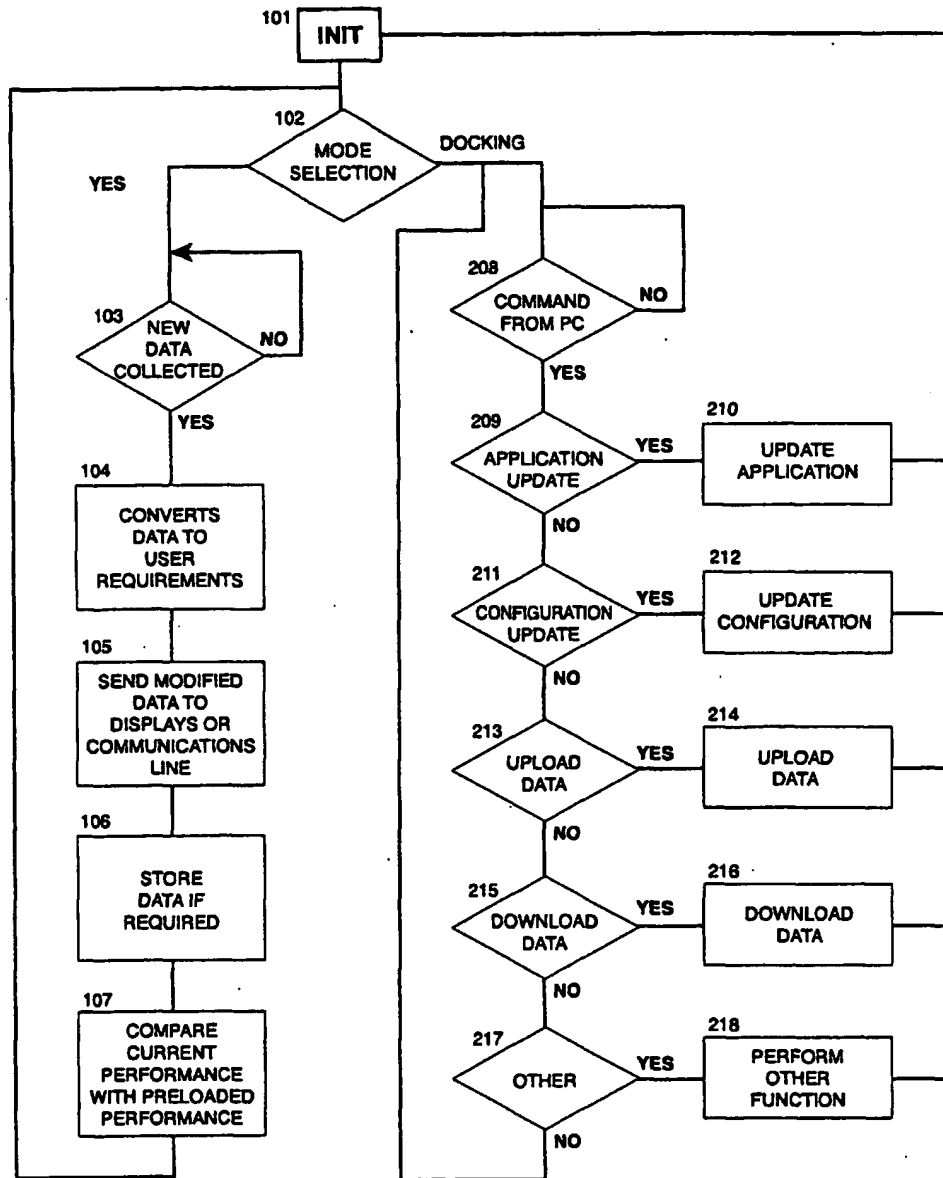 101
INIT
102
MODE
SELECTION
DOCKING
YES
103
NEW
DATA
COLLECTED
NO
YES
104
CONVERTS
DATA TO
USER
REQUIREMENTS
105
SEND MODIFIED
DATA TO
DISPLAYS OR
COMMUNICATIONS
LINE
106
STORE
DATA IF
REQUIRED
107
COMPARE
CURRENT
PERFORMANCE
WITH PRELOADED
PERFORMANCE
208
COMMAND
FROM PC
NO
YES
209
APPLICATION
UPDATE
YES
NO
210
UPDATE
APPLICATION
211
CONFIGURATION
UPDATE
YES
NO
212
UPDATE
CONFIGURATION
213
UPLOAD
DATA
YES
NO
214
UPLOAD
DATA
215
DOWNLOAD
DATA
YES
NO
216
DOWNLOAD
DATA
217
OTHER
YES
NO
218
PERFORM
OTHER
FUNCTION